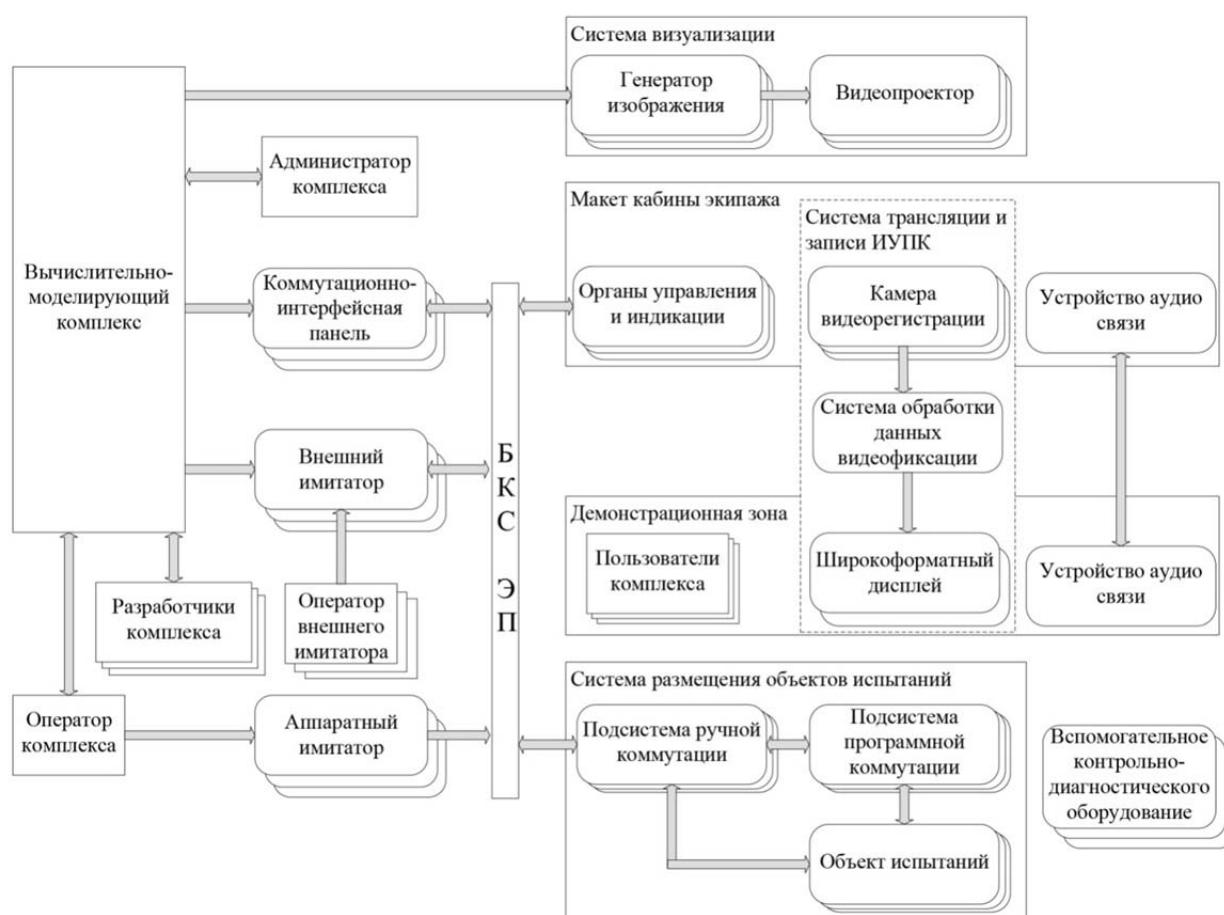 Система визуализации
Генератор
изображения
Видеопроектор
Администратор
комплекса
Вычислительно-
моделирующий
комплекс
Коммутационно-
интерфейсная
панель
Макет кабины экипажа
Система трансляции и
записи ИУПК
Органы управления
и индикации
Камера
видеорегистрации
Устройство аудио
связи
Система обработки
данных
видеофиксации
Внешний
имитатор
БКС ЭП
Демонстрационная зона
Пользователи
комплекса
Широкоформатный
дисплей
Устройство аудио
связи
Разработчики
комплекса
Оператор
внешнего
имитатора
Оператор
комплекса
Аппаратный
имитатор
Система размещения объектов испытаний
Подсистема ручной
коммутации
Подсистема
программной
коммутации
Объект испытаний
Вспомогательное
контрольно-
диагностического
оборудование